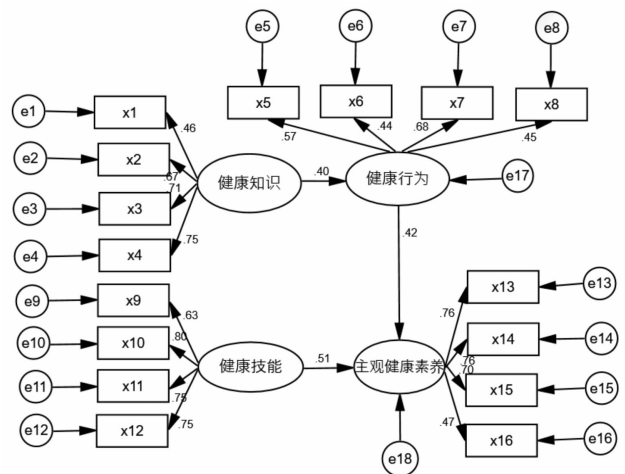 e5
e6
e7
e8
x5
x6
x7
x8
.57
.44
.68
.45
e1
x1
.46
e2
x2
.67
e3
x3
.71
e4
x4
.75
健康知识
.40
健康行为
e17
.42
e9
x9
.63
e10
x10
.80
e11
x11
.75
e12
x12
.75
健康技能
.51
主观健康素养
e18
.76
x13
e13
.76
x14
e14
.70
x15
e15
.47
x16
e16